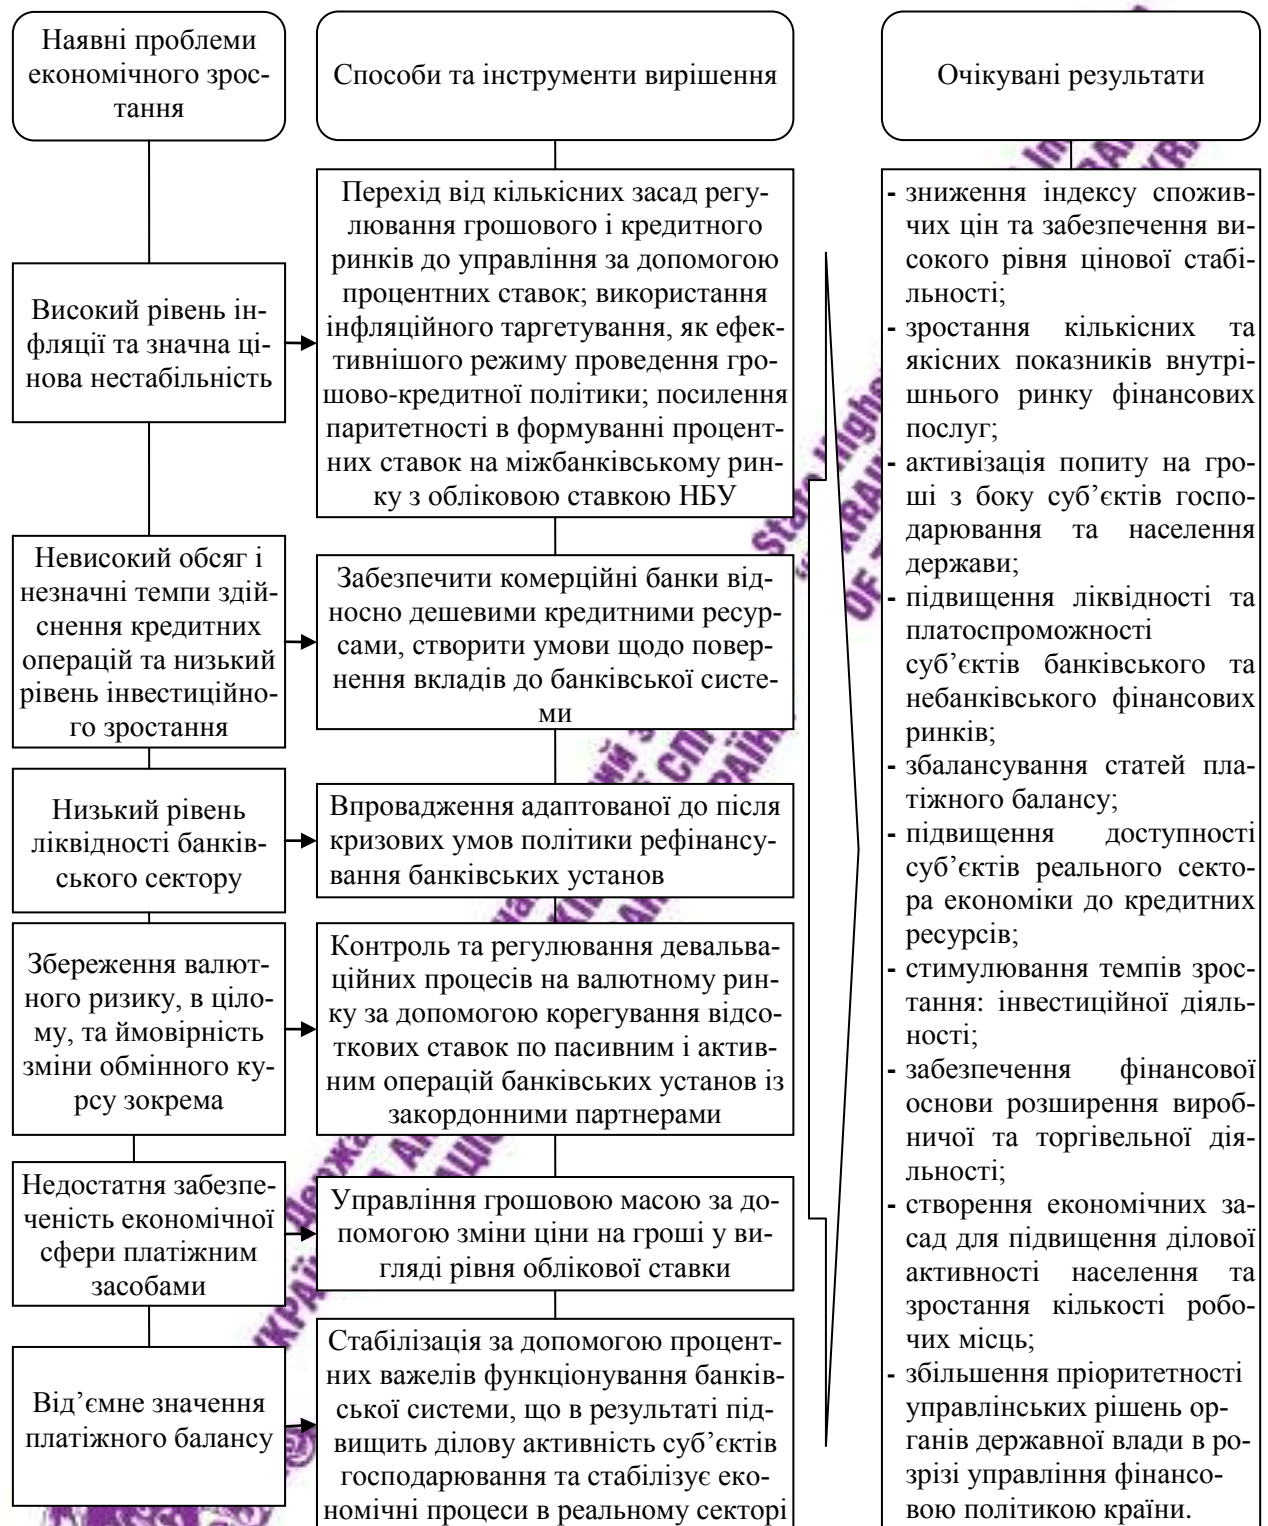 Наявні проблеми
економічного зрос-
тання
Способи та інструменти вирішення
Очікувані результати
Високий рівень ін-
фляції та значна ці-
нова нестабільність
Перехід від кількісних засад регу-
лювання грошового і кредитного
ринків до управління за допомогою
процентних ставок; використання
інфляційного таргетування, як ефек-
тивнішого режиму проведення гро-
шово-кредитної політики; посилення
паритетності в формуванні процент-
них ставок на міжбанківському рин-
ку з обліковою ставкою НБУ
Невисокий обсяг і
незначні темпи здій-
снення кредитних
операцій та низький
рівень інвестиційно-
го зростання
Забезпечити комерційні банки від-
носно дешевими кредитними ресур-
сами, створити умови щодо повер-
нення вкладів до банківської систе-
ми
Низький рівень
ліквідності банків-
ського сектору
Впровадження адаптованої до після
кризових умов політики рефінансу-
вання банківських установ
Збереження валют-
ного ризику, в ціло-
му, та ймовірність
зміни обмінного ку-
рсу зокрема
Контроль та регулювання девальва-
ційних процесів на валютному рин-
ку за допомогою корегування відсо-
ткових ставок по пасивним і актив-
ним операцій банківських установ із
закордонними партнерами
Недостатня забезпе-
ченість економічної
сфери платіжним
засобами
Управління грошовою масою за до-
помогою зміни ціни на гроші у ви-
гляді рівня облікової ставки
Від’ємне значення
платіжного балансу
Стабілізація за допомогою процент-
них важелів функціонування банків-
ської системи, що в результаті під-
вищить ділову активність суб’єктів
господарювання та стабілізує еко-
номічні процеси в реальному секторі
- зниження індексу спожив-
чих цін та забезпечення ви-
сокого рівня цінової стабі-
льності;
- зростання кількісних та
якісних показників внутрі-
шнього ринку фінансових
послуг;
- активізація попиту на гро-
ші з боку суб’єктів госпо-
дарювання та населення
держави;
- підвищення ліквідності та
платоспроможності
суб’єктів банківського та
небанківського фінансових
ринків;
- збалансування статей пла-
тіжного балансу;
- підвищення доступності
суб’єктів реального секто-
ра економіки до кредитних
ресурсів;
- стимулювання темпів зрос-
тання: інвестиційної діяль-
ності;
- забезпечення фінансової
основи розширення вироб-
ничої та торгівельної дія-
льності;
- створення економічних за-
сад для підвищення ділової
активності населення та
зростання кількості робо-
чих місць;
- збільшення пріоритетності
управлінських рішень ор-
ганів державної влади в ро-
зрізі управління фінансо-
вою політикою країни.